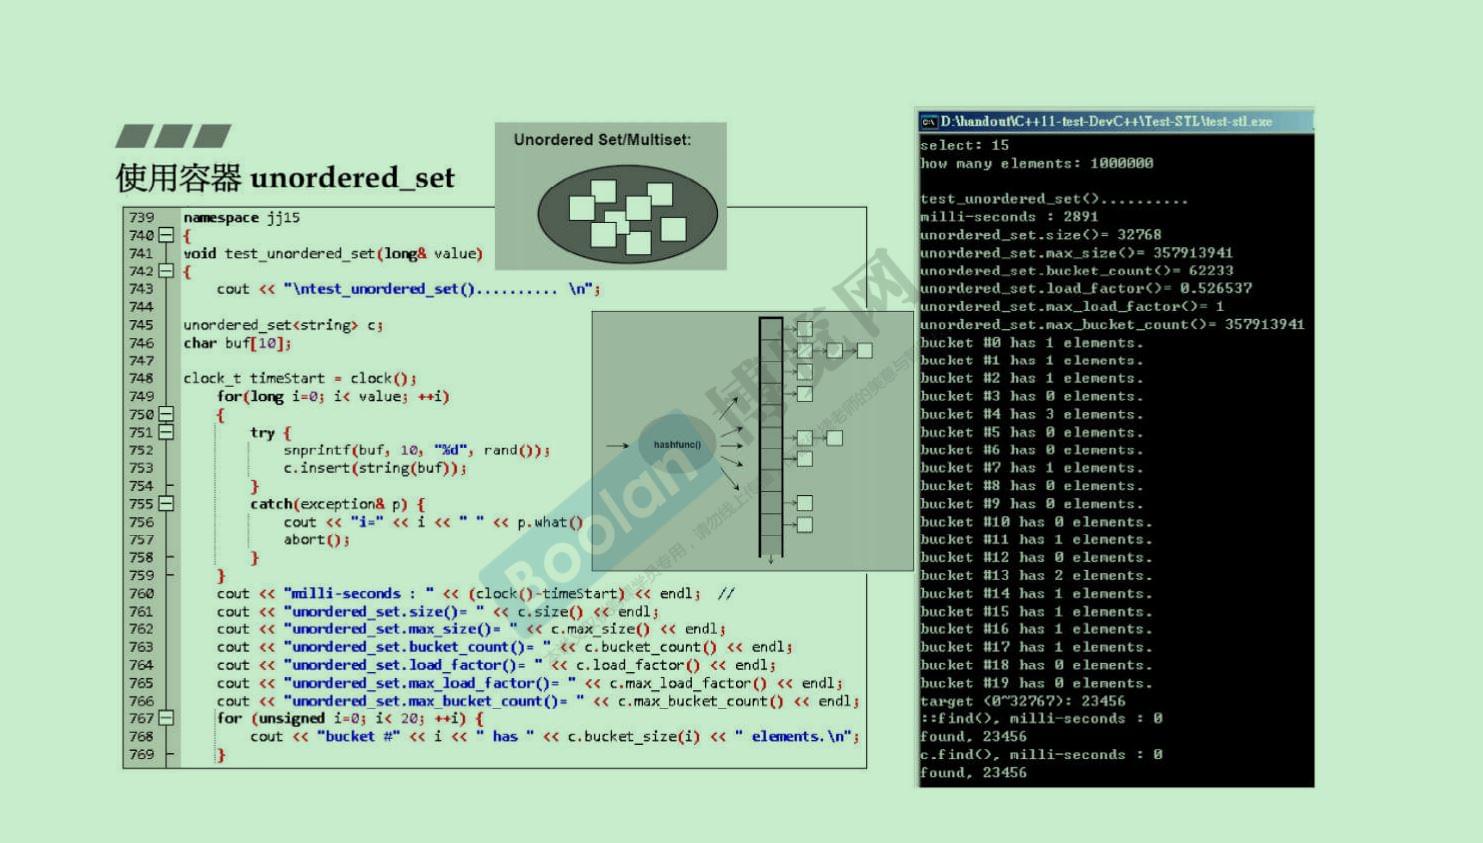 使用容器 unordered_set
Unordered Set/Multiset:
739 namespace jj15
740 {
741 void test_unordered_set(long& value)
742 {
743 cout << "\ntest_unordered_set().......... \n";
744
745 unordered_set<string> c;
746 char buf[10];
747
748 clock_t timeStart = clock();
749 for(long i=0; i< value; ++i)
750 {
751 try {
752 snprintf(buf, 10, "%d", rand());
753 c.insert(string(buf));
754 }
755 catch(exception& p) {
756 cout << "i=" << i << " " << p.what()
757 abort();
758 }
759 }
760 cout << "milli-seconds : " << (clock()-timeStart) << endl; //
761 cout << "unordered_set.size()= " << c.size() << endl;
762 cout << "unordered_set.max_size()= " << c.max_size() << endl;
763 cout << "unordered_set.bucket_count()= " << c.bucket_count() << endl;
764 cout << "unordered_set.load_factor()= " << c.load_factor() << endl;
765 cout << "unordered_set.max_load_factor()= " << c.max_load_factor() << endl;
766 cout << "unordered_set.max_bucket_count()= " << c.max_bucket_count() << endl;
767 for (unsigned i=0; i< 20; ++i) {
768 cout << "bucket #" << i << " has " << c.bucket_size(i) << " elements.\n";
769 }
hashfunc()
Boolan
博览网
D:\handout\C++11-test-DevC++\Test-STL\test-stl.exe
select: 15
how many elements: 1000000
test_unordered_set()..........
milli-seconds : 2891
unordered_set.size()= 32768
unordered_set.max_size()= 357913941
unordered_set.bucket_count()= 62233
unordered_set.load_factor()= 0.526537
unordered_set.max_load_factor()= 1
unordered_set.max_bucket_count()= 357913941
bucket #0 has 1 elements.
bucket #1 has 1 elements.
bucket #2 has 1 elements.
bucket #3 has 0 elements.
bucket #4 has 3 elements.
bucket #5 has 0 elements.
bucket #6 has 0 elements.
bucket #7 has 1 elements.
bucket #8 has 0 elements.
bucket #9 has 0 elements.
bucket #10 has 0 elements.
bucket #11 has 1 elements.
bucket #12 has 0 elements.
bucket #13 has 2 elements.
bucket #14 has 1 elements.
bucket #15 has 1 elements.
bucket #16 has 1 elements.
bucket #17 has 1 elements.
bucket #18 has 0 elements.
bucket #19 has 0 elements.
target (0~32767): 23456
::find(), milli-seconds : 0
found, 23456
c.find(), milli-seconds : 0
found, 23456